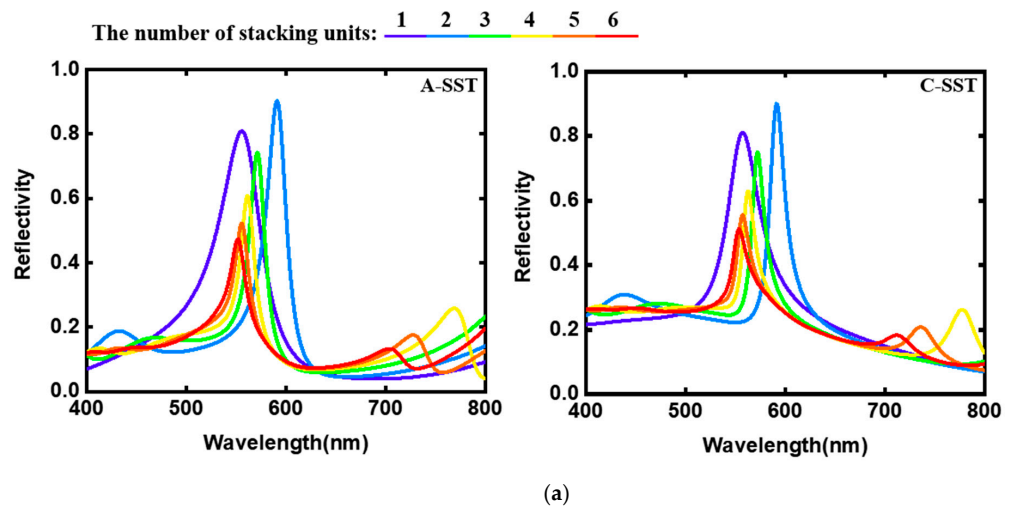 The number of stacking units: 1 2 3 4 5 6
A-SST
1.0
0.8
0.6
0.4
0.2
0.0
Reflectivity
400 500 600 700 800
Wavelength(nm)
C-SST
1.0
0.8
0.6
0.4
0.2
0.0
Reflectivity
400 500 600 700 800
Wavelength(nm)
(a)